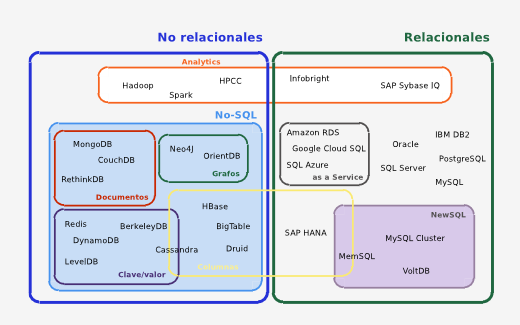 No relacionales
Relacionales
Analytics
Hadoop
HPCC
Spark
Infobright
SAP Sybase IQ
No-SQL
MongoDB
CouchDB
RethinkDB
Documentos
Neo4J
OrientDB
Grafos
Amazon RDS
Google Cloud SQL
SQL Azure
as a Service
Oracle
IBM DB2
PostgreSQL
SQL Server
MySQL
Redis
BerkeleyDB
DynamoDB
LevelDB
Clave/valor
HBase
BigTable
Cassandra
Druid
Columnas
SAP HANA
NewSQL
MySQL Cluster
MemSQL
VoltDB